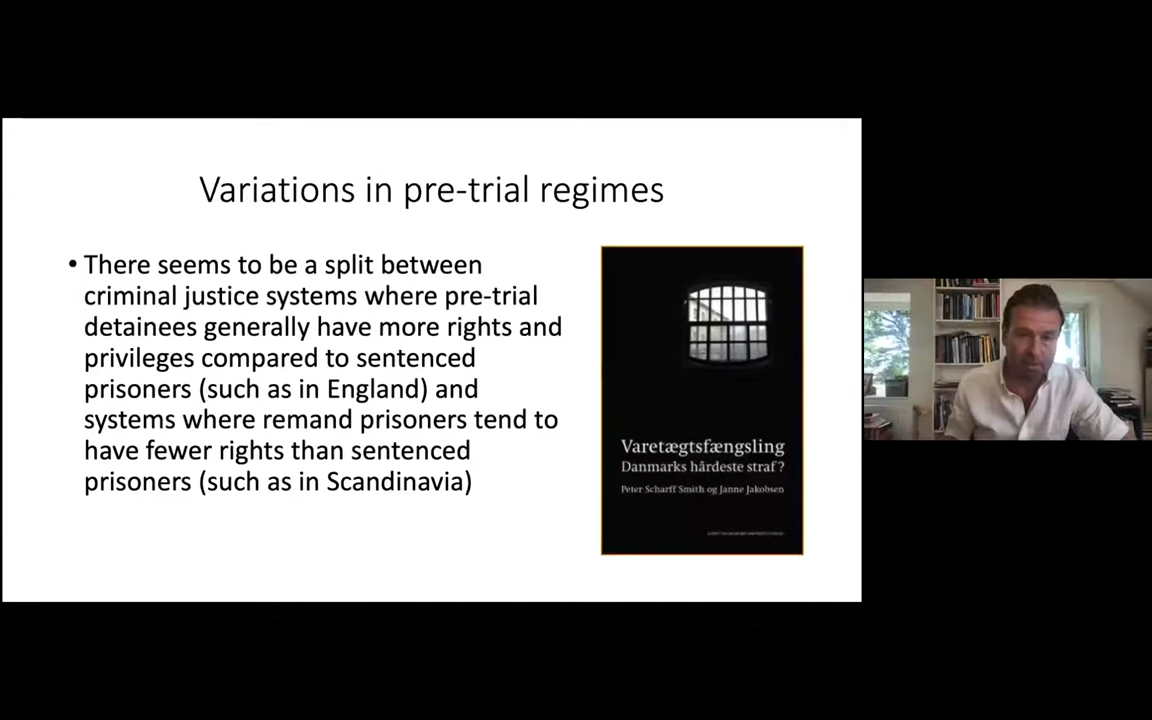 Variations in pre-trial regimes
• There seems to be a split between
criminal justice systems where pre-trial
detainees generally have more rights and
privileges compared to sentenced
prisoners (such as in England) and
systems where remand prisoners tend to
have fewer rights than sentenced
prisoners (such as in Scandinavia)
Varetægtsfængsling
Danmarks hårdeste straf?
Peter Scharff Smith og Janne Jakobsen